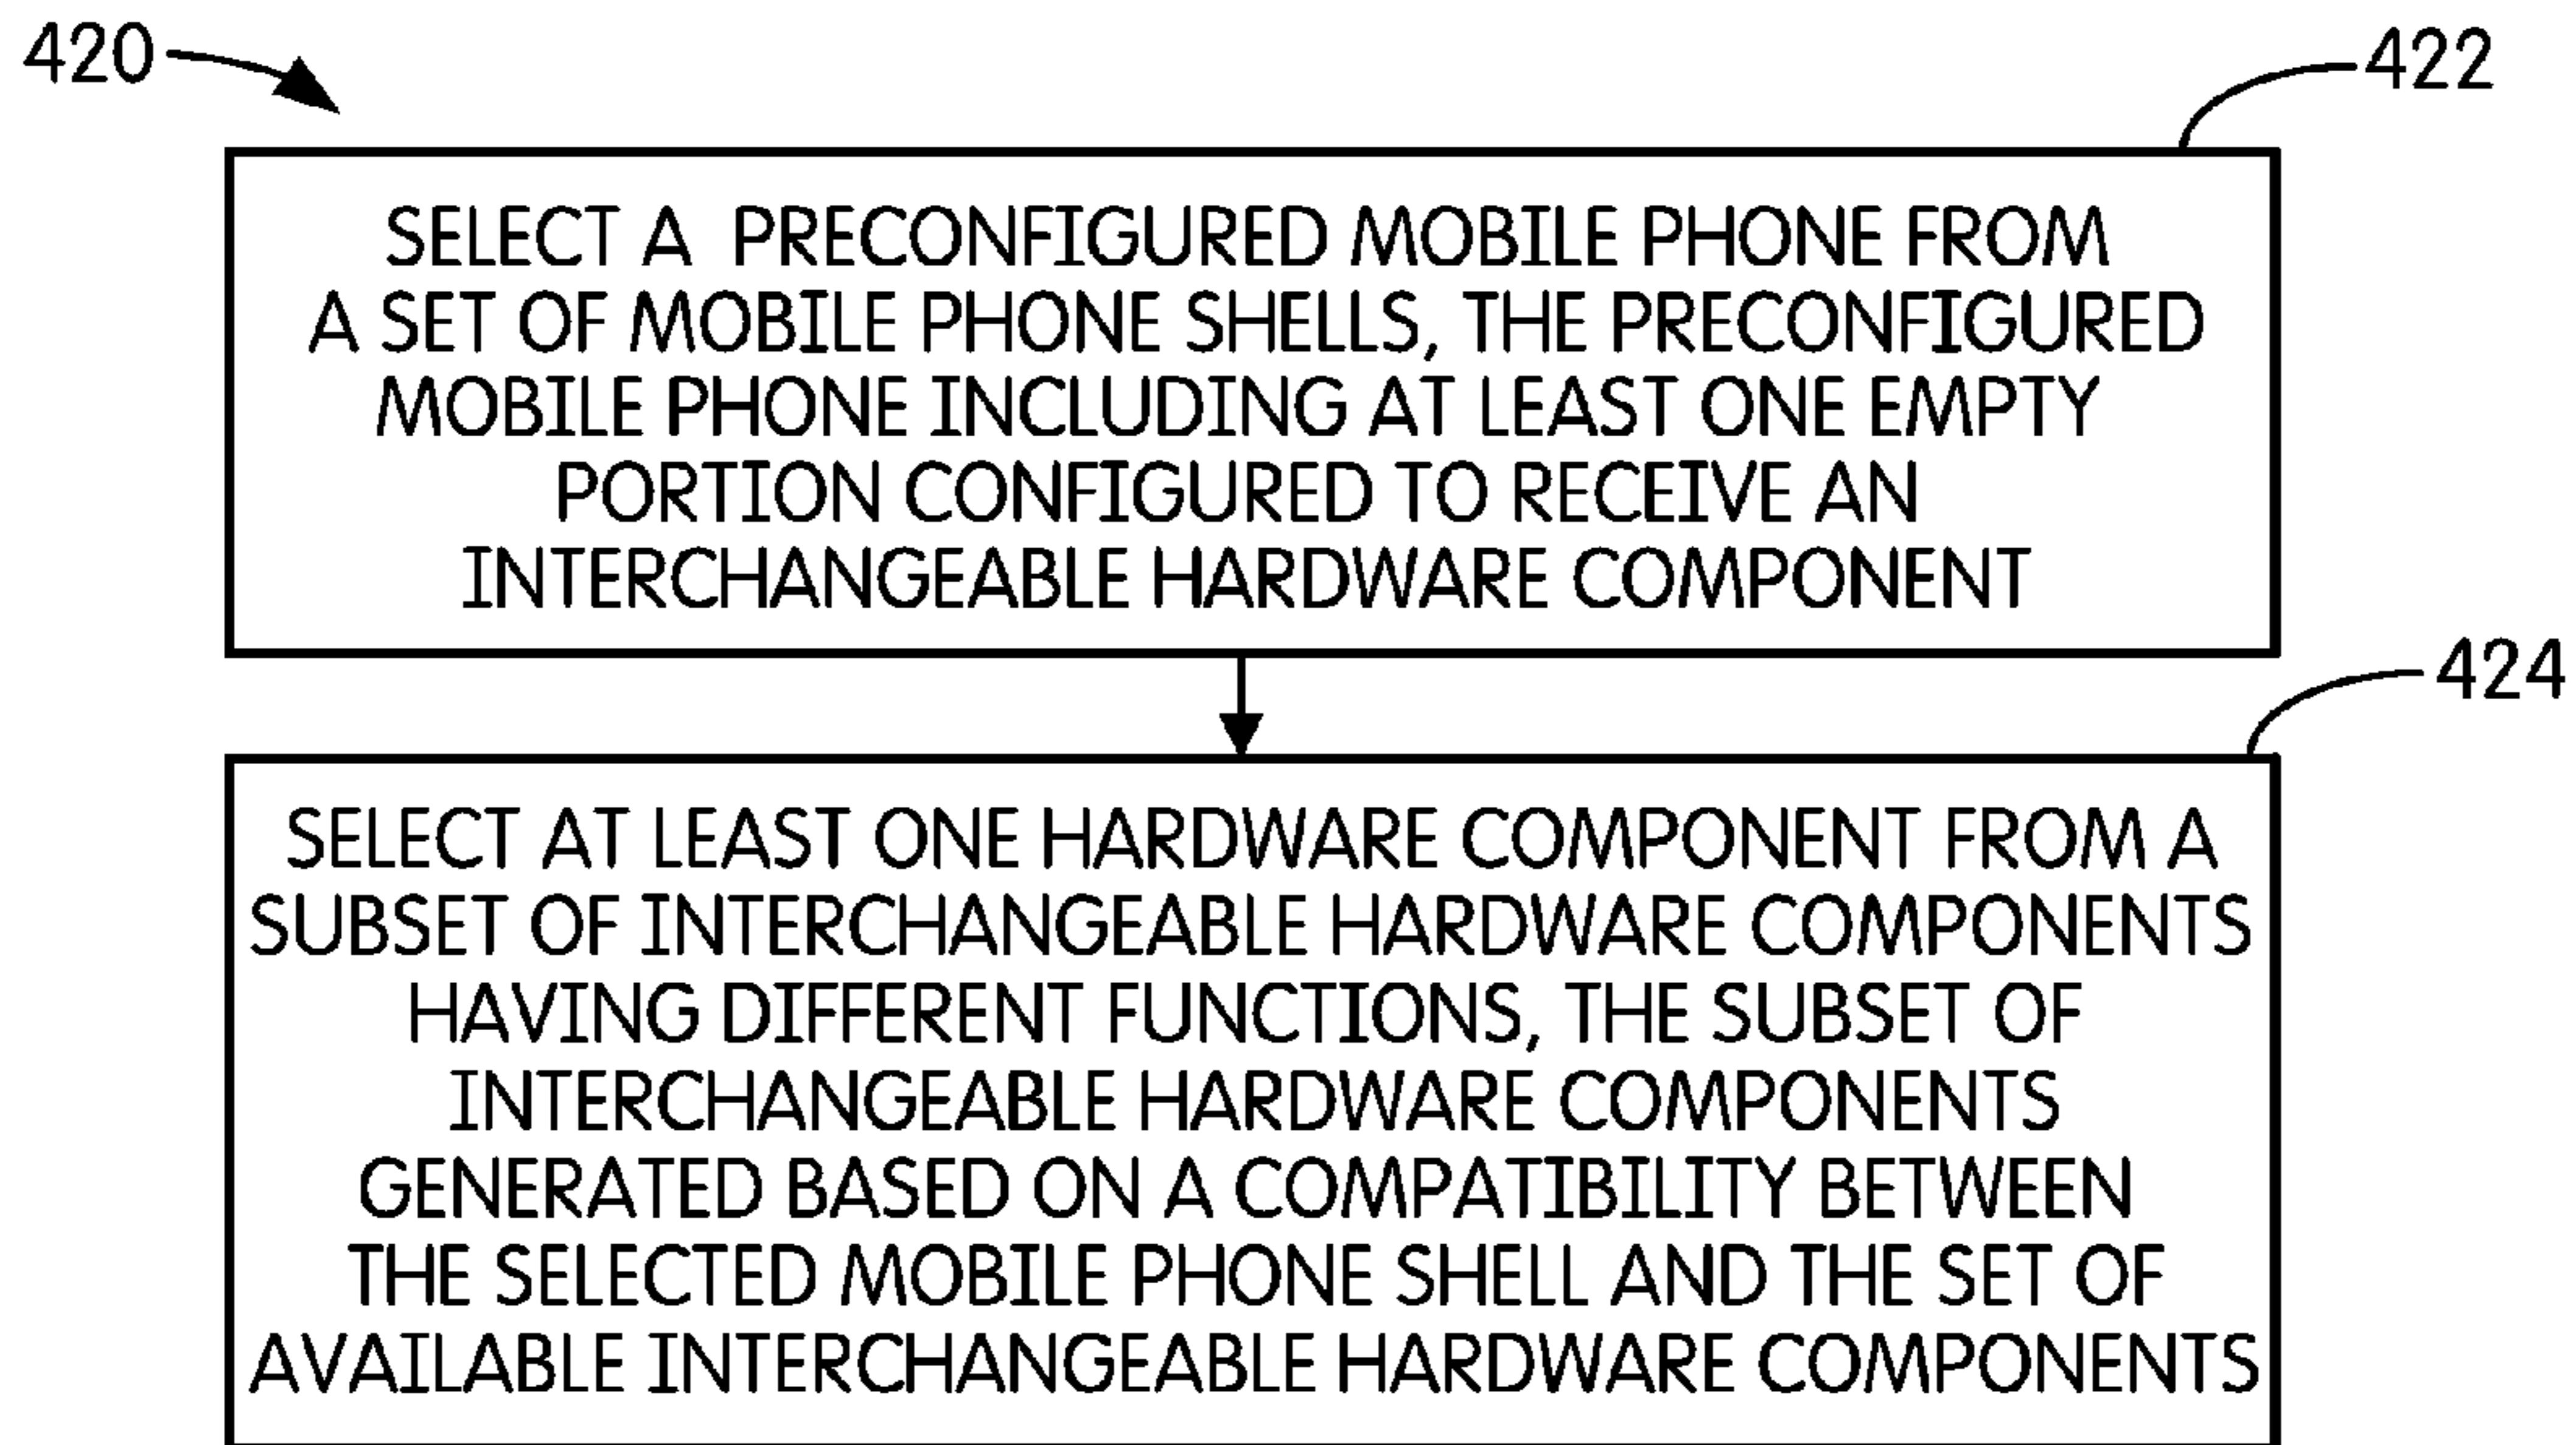 420
422
SELECT A PRECONFIGURED MOBILE PHONE FROM
A SET OF MOBILE PHONE SHELLS, THE PRECONFIGURED
MOBILE PHONE INCLUDING AT LEAST ONE EMPTY
PORTION CONFIGURED TO RECEIVE AN
INTERCHANGEABLE HARDWARE COMPONENT
424
SELECT AT LEAST ONE HARDWARE COMPONENT FROM A
SUBSET OF INTERCHANGEABLE HARDWARE COMPONENTS
HAVING DIFFERENT FUNCTIONS, THE SUBSET OF
INTERCHANGEABLE HARDWARE COMPONENTS
GENERATED BASED ON A COMPATIBILITY BETWEEN
THE SELECTED MOBILE PHONE SHELL AND THE SET OF
AVAILABLE INTERCHANGEABLE HARDWARE COMPONENTS